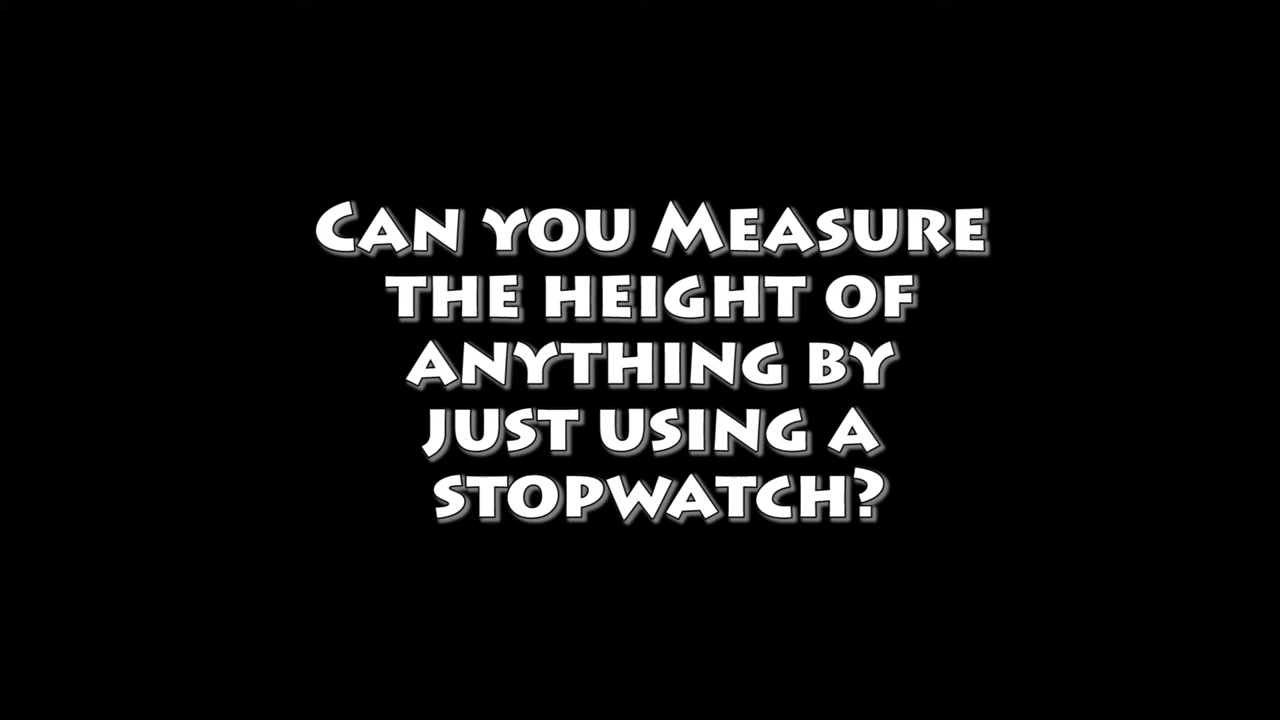 Can you Measure
the height of
anything by
just using a
stopwatch?